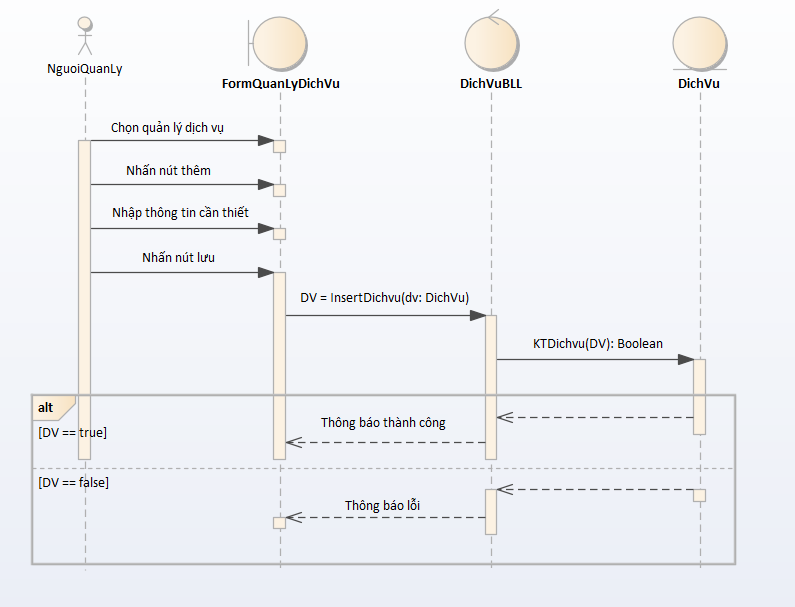 NguoiQuanLy
FormQuanLyDichVu
DichVuBLL
DichVu
Chọn quản lý dịch vụ
Nhấn nút thêm
Nhập thông tin cần thiết
Nhấn nút lưu
DV = InsertDichvu(dv: DichVu)
KTDichvu(DV): Boolean
alt
[DV == true]
Thông báo thành công
[DV == false]
Thông báo lỗi